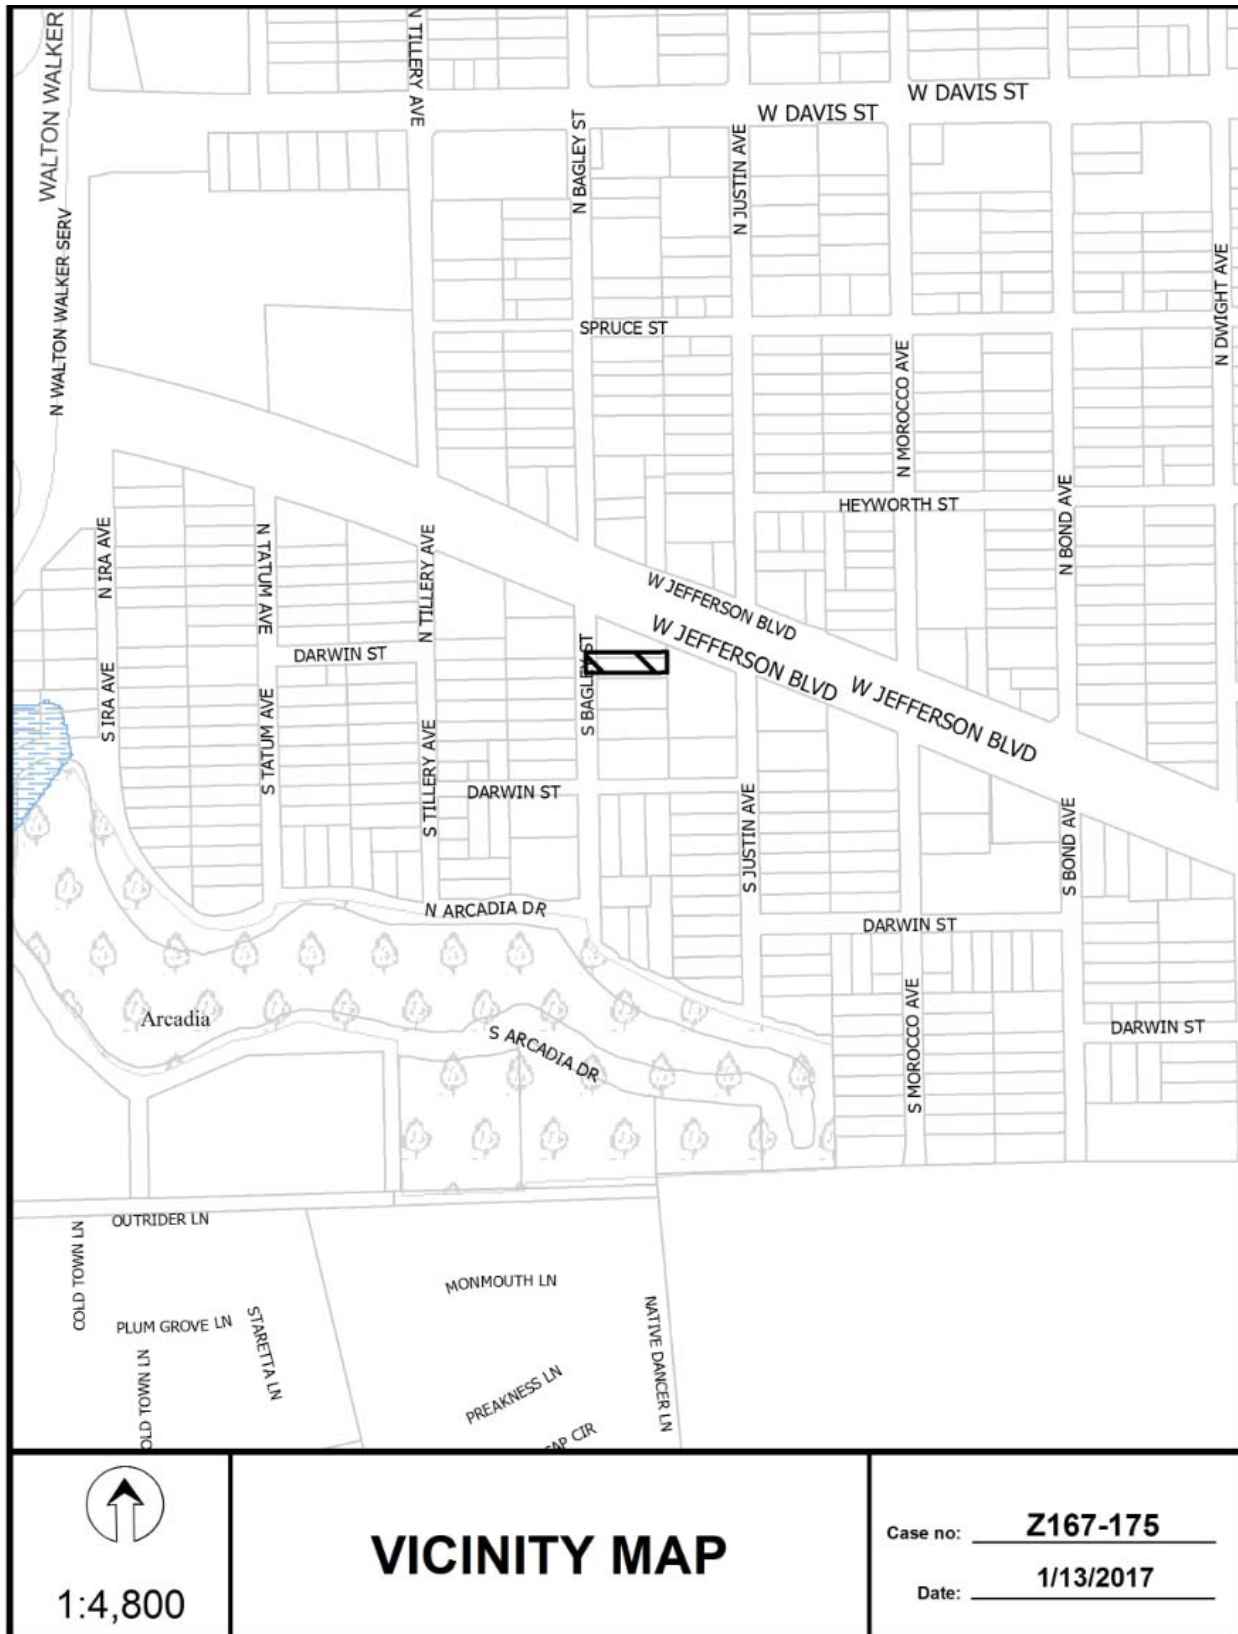 WALTON WALKER
N TILLERY AVE
W DAVIS ST
W DAVIS ST
N BAGLEY ST
N JUSTIN AVE
N WALTON WALKER SERV
N DWIGHT AVE
SPRUCE ST
N MOROCCO AVE
HEYWORTH ST
N BOND AVE
N IRA AVE
N TATUM AVE
N TILLERY AVE
W JEFFERSON BLVD
W JEFFERSON BLVD
W JEFFERSON BLVD
DARWIN ST
S BAGLEY ST
S IRA AVE
S TATUM AVE
S TILLERY AVE
DARWIN ST
S JUSTIN AVE
S BOND AVE
N ARCADIA DR
DARWIN ST
Arcadia
S ARCADIA DR
S MOROCCO AVE
DARWIN ST
OUTRIDER LN
COLD TOWN LN
MONMOUTH LN
PLUM GROVE LN
STARETTA LN
NATIVE DANCER LN
OLD TOWN LN
PREAKNESS LN
AP CIR
1:4,800
VICINITY MAP
Case no: Z167-175
Date: 1/13/2017